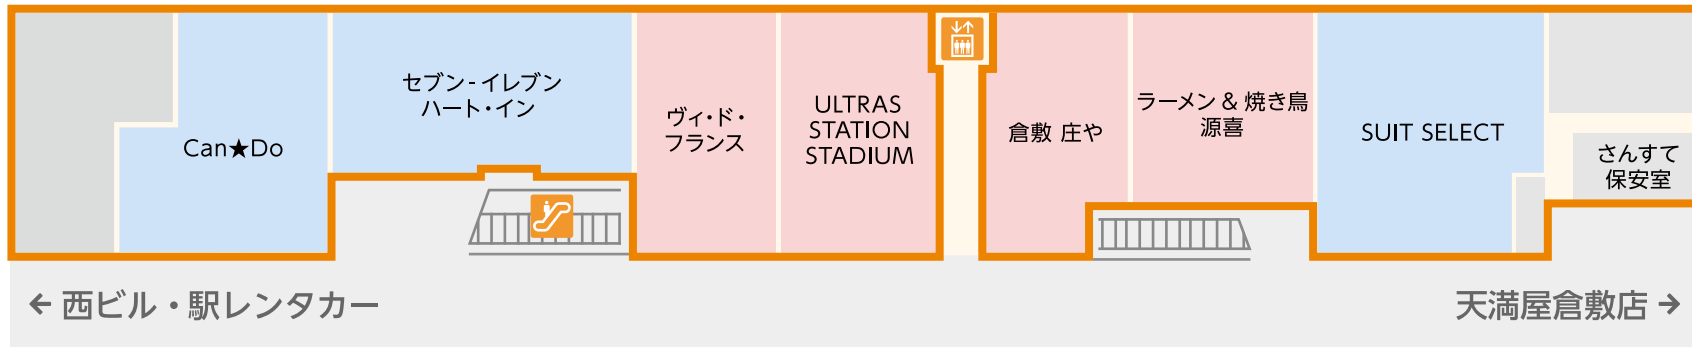 Can★Do
セブン-イレブン
ハート・イン
ヴィ・ド・
フランス
ULTRAS
STATION
STADIUM
倉敷 庄や
ラーメン & 焼き鳥
源喜
SUIT SELECT
さんすて
保安室
← 西ビル・駅レンタカー
天満屋倉敷店 →